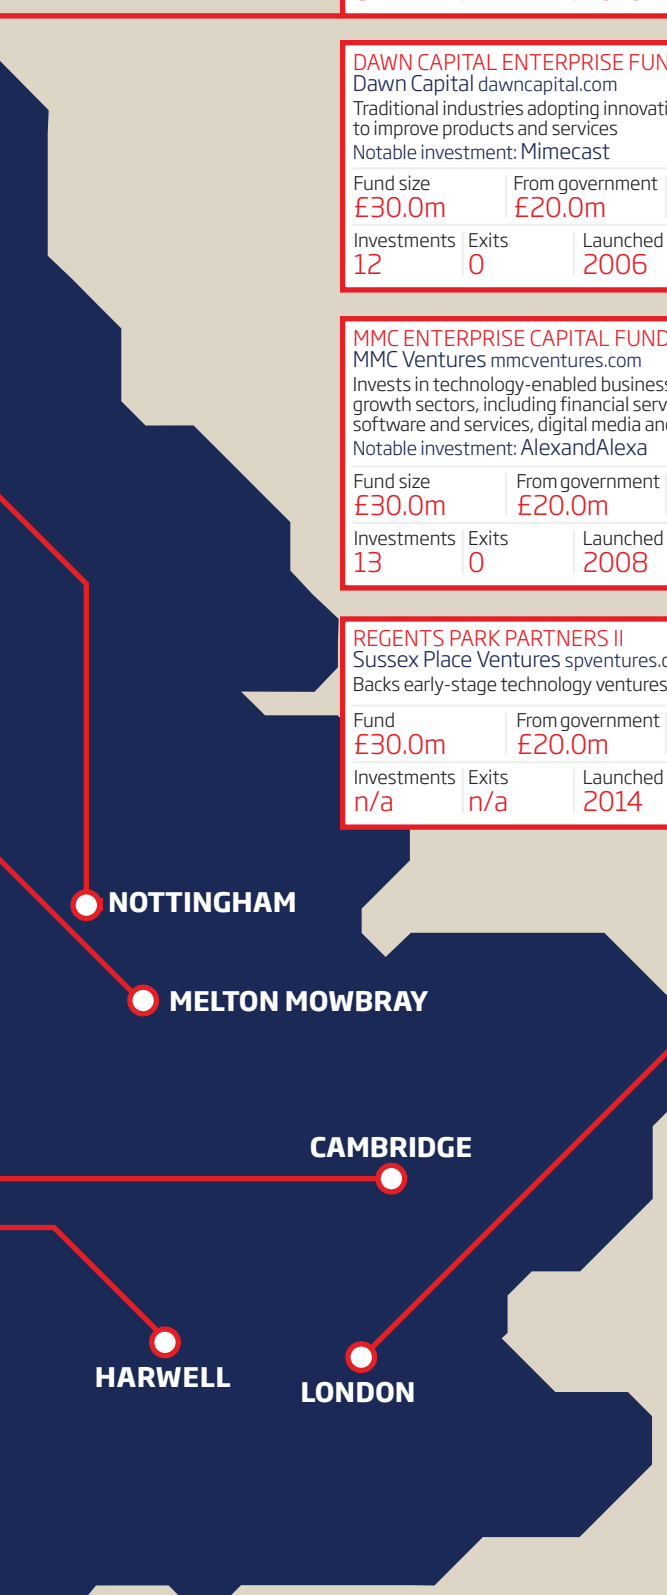 DAWN CAPITAL ENTERPRISE FUN
Dawn Capital dawncapital.com
Traditional industries adopting innovati
to improve products and services
Notable investment: Mimecast
Fund size From government
£30.0m £20.0m
Investments Exits Launched
12 0 2006
MMC ENTERPRISE CAPITAL FUND
MMC Ventures mmcventures.com
Invests in technology-enabled business
growth sectors, including financial serv
software and services, digital media an
Notable investment: AlexandAlexa
Fund size From government
£30.0m £20.0m
Investments Exits Launched
13 0 2008
REGENTS PARK PARTNERS II
Sussex Place Ventures spventures.c
Backs early-stage technology ventures
Fund From government
£30.0m £20.0m
Investments Exits Launched
n/a n/a 2014
NOTTINGHAM
MELTON MOWBRAY
CAMBRIDGE
HARWELL
LONDON